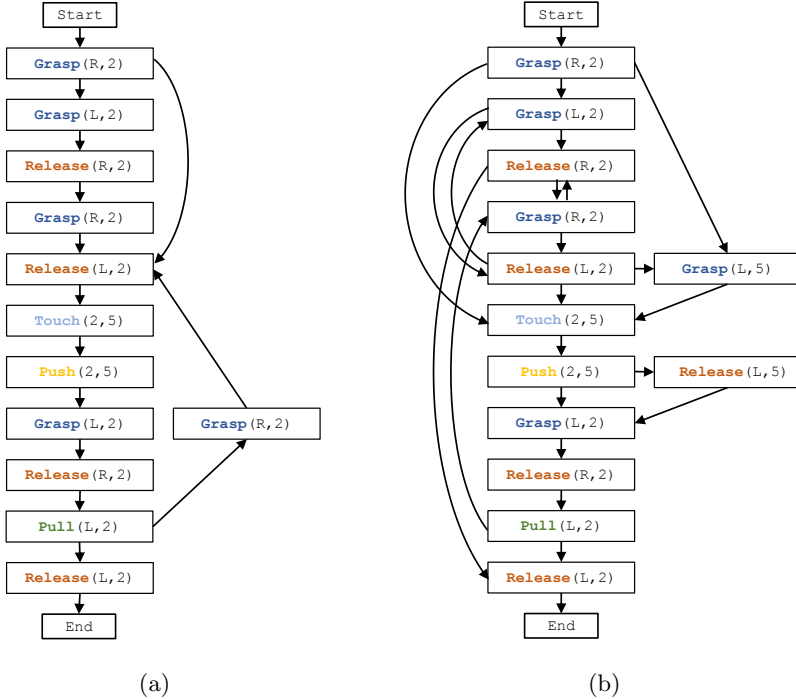 Start
Grasp(R,2)
Grasp(L,2)
Release(R,2)
Grasp(R,2)
Release(L,2)
Touch(2,5)
Push(2,5)
Grasp(L,2)
Grasp(R,2)
Release(R,2)
Pull(L,2)
Release(L,2)
End
(a)
Start
Grasp(R,2)
Grasp(L,2)
Release(R,2)
Grasp(R,2)
Release(L,2)
Grasp(L,5)
Touch(2,5)
Push(2,5)
Release(L,5)
Grasp(L,2)
Release(R,2)
Pull(L,2)
Release(L,2)
End
(b)